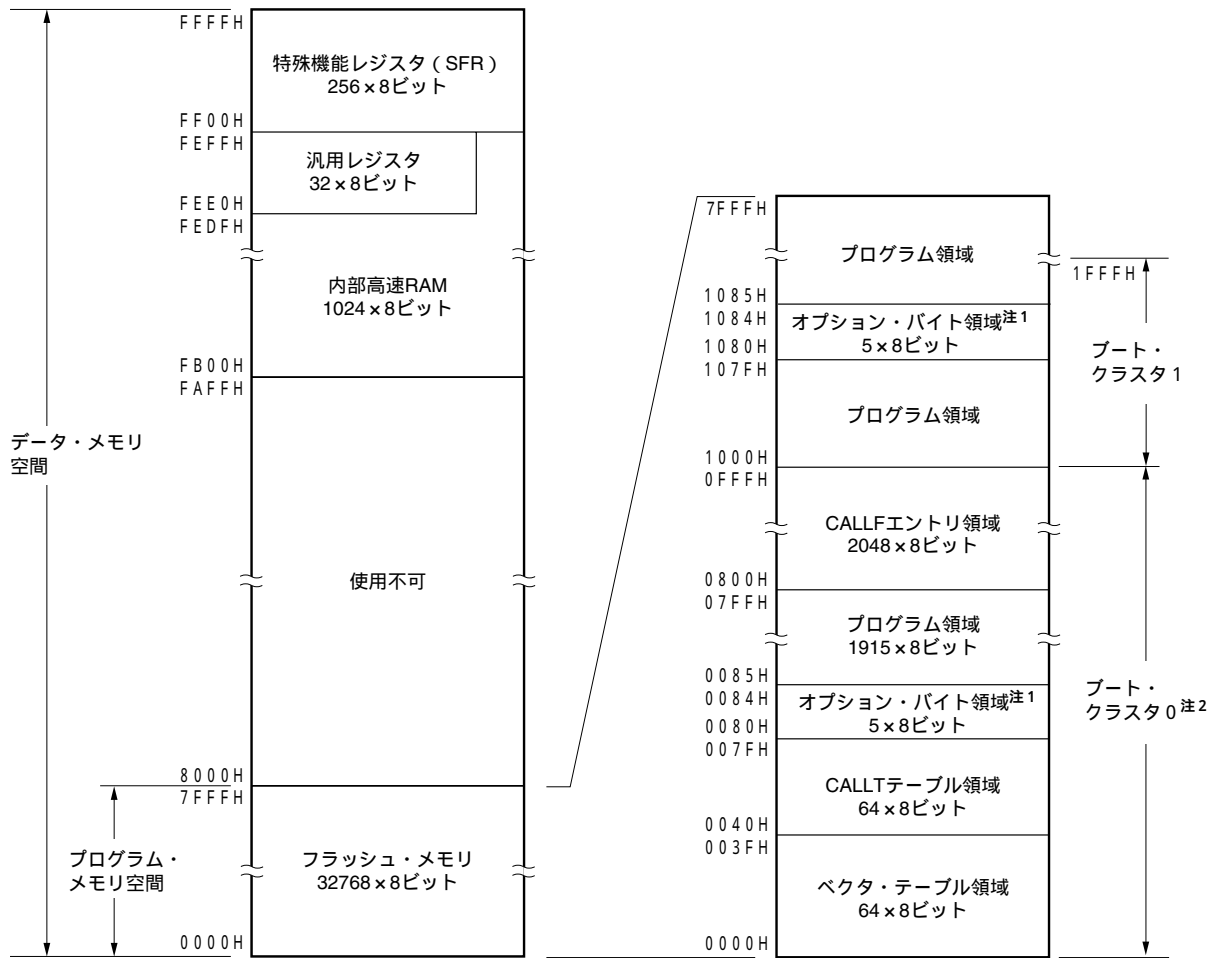 FFFFH
特殊機能レジスタ（SFR）
256×8ビット
FF00H
FEFFH
汎用レジスタ
32×8ビット
FEE0H
FEDFH
内部高速RAM
1024×8ビット
FB00H
FAFFH
データ・メモリ
空間
使用不可
8000H
7FFFH
プログラム・
メモリ空間
フラッシュ・メモリ
32768×8ビット
0000H
7FFFH
プログラム領域
1FFFH
1085H
1084H
オプション・バイト領域注1
5×8ビット
1080H
107FH
ブート・
クラスタ1
プログラム領域
1000H
0FFFH
CALLFエントリ領域
2048×8ビット
0800H
07FFH
プログラム領域
1915×8ビット
0085H
0084H
オプション・バイト領域注1
5×8ビット
0080H
007FH
ブート・
クラスタ0注2
CALLTテーブル領域
64×8ビット
0040H
003FH
ベクタ・テーブル領域
64×8ビット
0000H